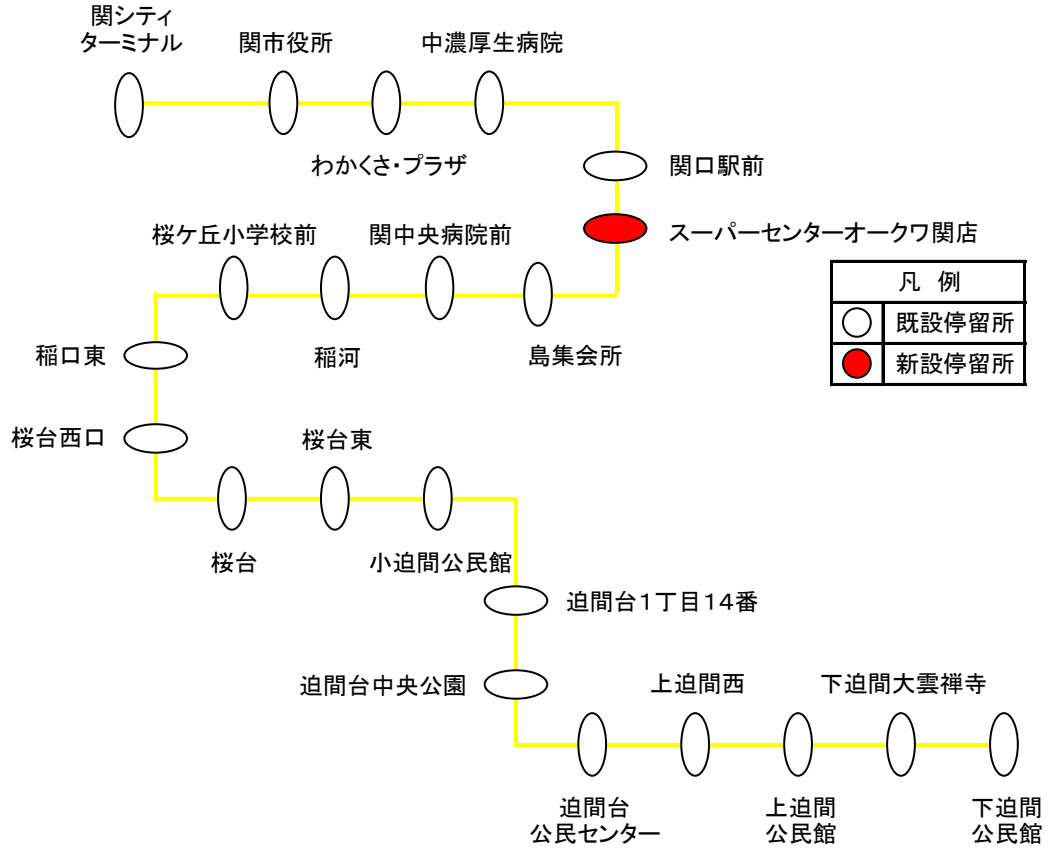 関シティ
ターミナル
関市役所
わかくさ・プラザ
中濃厚生病院
関口駅前
スーパーセンターオークワ関店
凡 例
既設停留所
新設停留所
島集会所
関中央病院前
稲河
桜ケ丘小学校前
稲口東
桜台西口
桜台
桜台東
小迫間公民館
迫間台1丁目14番
迫間台中央公園
迫間台
公民センター
上迫間西
上迫間
公民館
下迫間大雲禅寺
下迫間
公民館